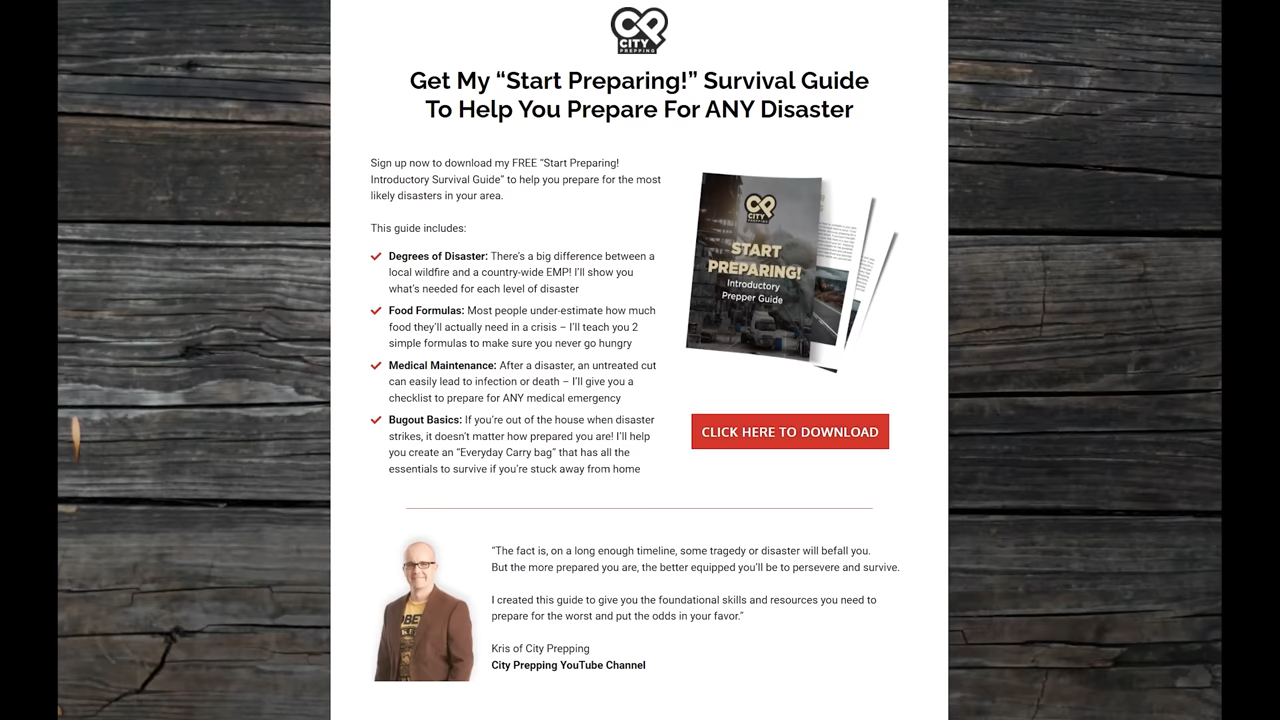 CITY
PREPPING
Get My “Start Preparing!” Survival Guide
To Help You Prepare For ANY Disaster
Sign up now to download my FREE “Start Preparing!
Introductory Survival Guide” to help you prepare for the most
likely disasters in your area.
This guide includes:
Degrees of Disaster: There’s a big difference between a
local wildfire and a country-wide EMP! I’ll show you
what’s needed for each level of disaster
Food Formulas: Most people under-estimate how much
food they’ll actually need in a crisis – I’ll teach you 2
simple formulas to make sure you never go hungry
Medical Maintenance: After a disaster, an untreated cut
can easily lead to infection or death – I’ll give you a
checklist to prepare for ANY medical emergency
Bugout Basics: If you’re out of the house when disaster
strikes, it doesn’t matter how prepared you are! I’ll help
you create an “Everyday Carry bag” that has all the
essentials to survive if you’re stuck away from home
CITY
PREPPING
START
PREPARING!
Introductory
Prepper Guide
CLICK HERE TO DOWNLOAD
“The fact is, on a long enough timeline, some tragedy or disaster will befall you.
But the more prepared you are, the better equipped you’ll be to persevere and survive.
I created this guide to give you the foundational skills and resources you need to
prepare for the worst and put the odds in your favor.”
Kris of City Prepping
City Prepping YouTube Channel